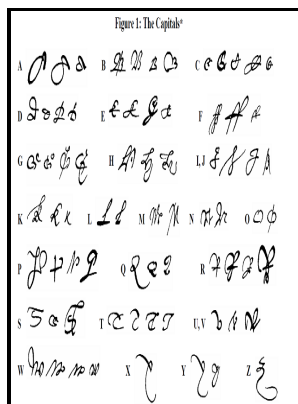 Figure 1: The Capitals*
A B C
D E F
G H I,J
K L M N O
P Q R
S T U,V
W X Y Z